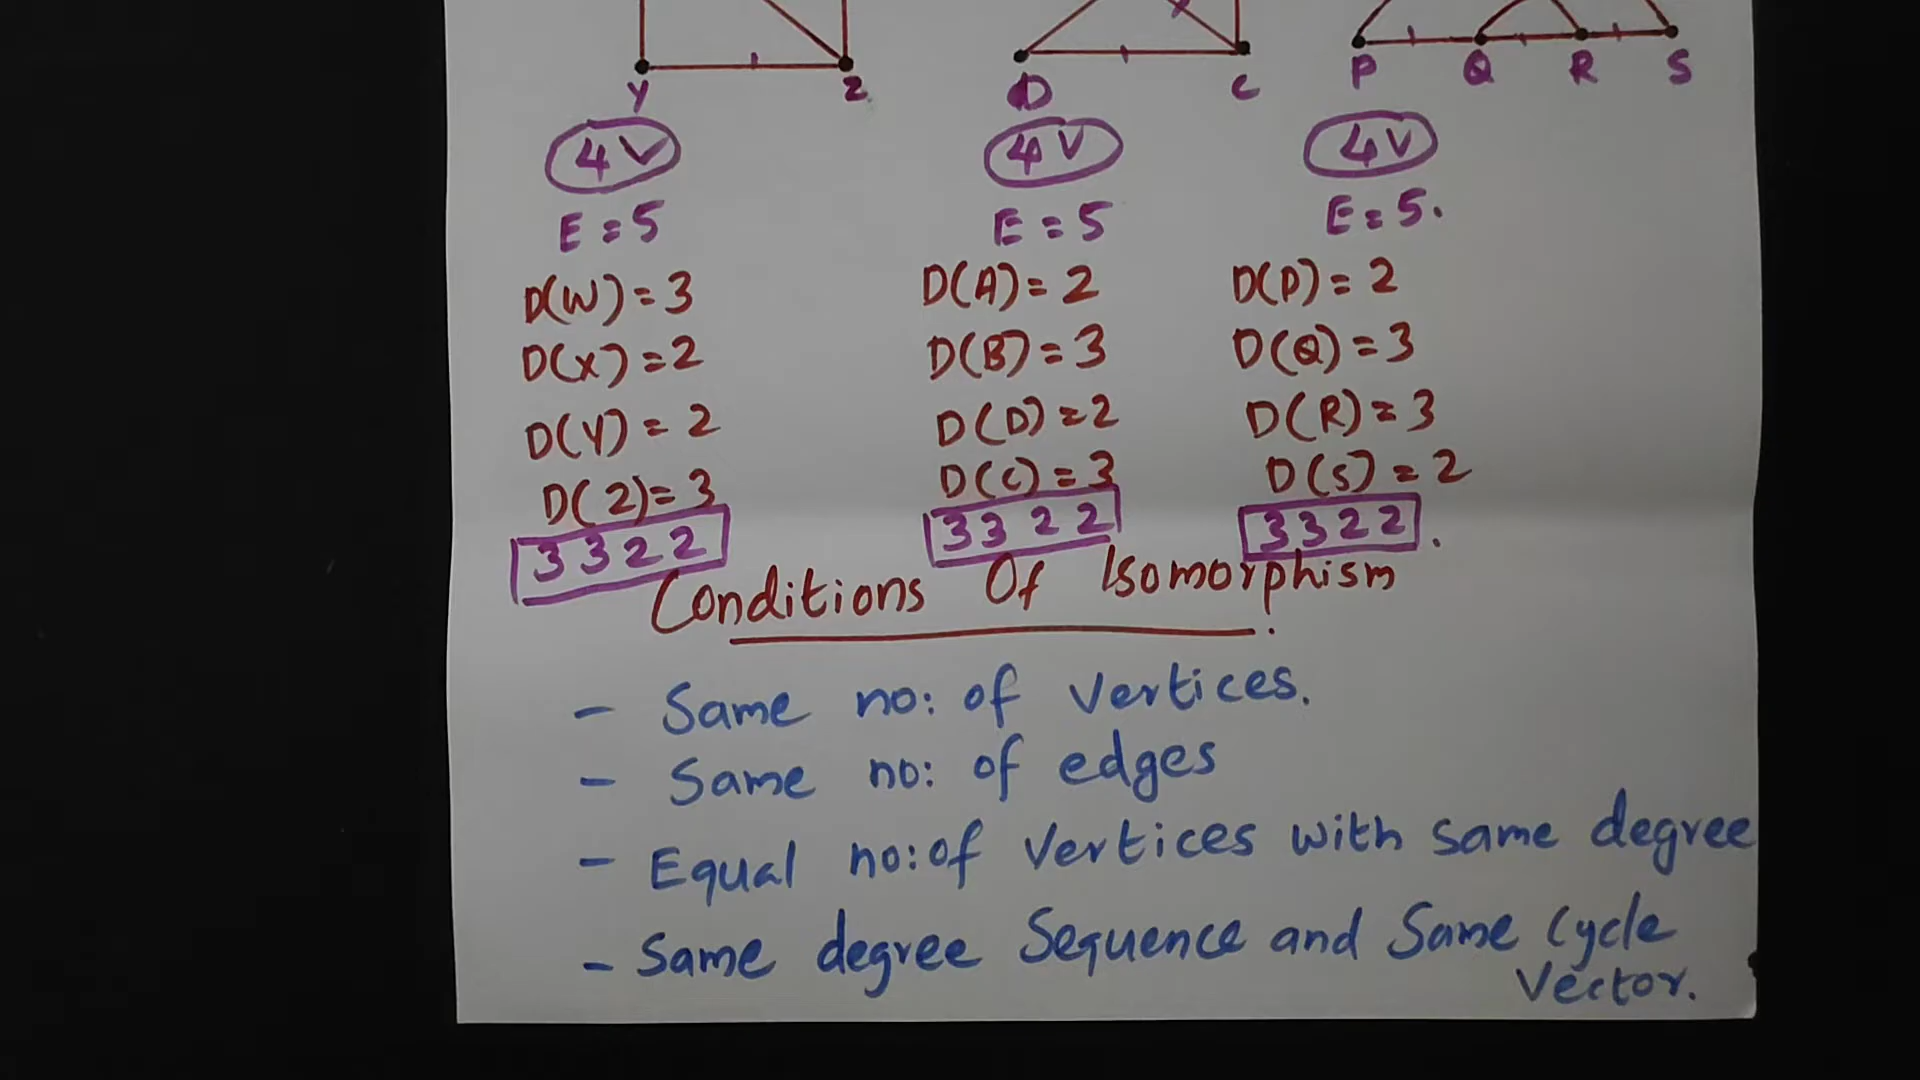 Y Z D C P Q R S
4V 4V 4V
E=5 E=5 E=5.
D(W)=3 D(A)=2 D(P)=2
D(X)=2 D(B)=3 D(Q)=3
D(Y)=2 D(D)=2 D(R)=3
D(Z)=3 D(C)=3 D(S)=2
3322 3322 3322.
Conditions Of Isomorphism
- Same no: of Vertices.
- Same no: of edges
- Equal no: of Vertices with same degree
- Same degree Sequence and Same Cycle
Vector.